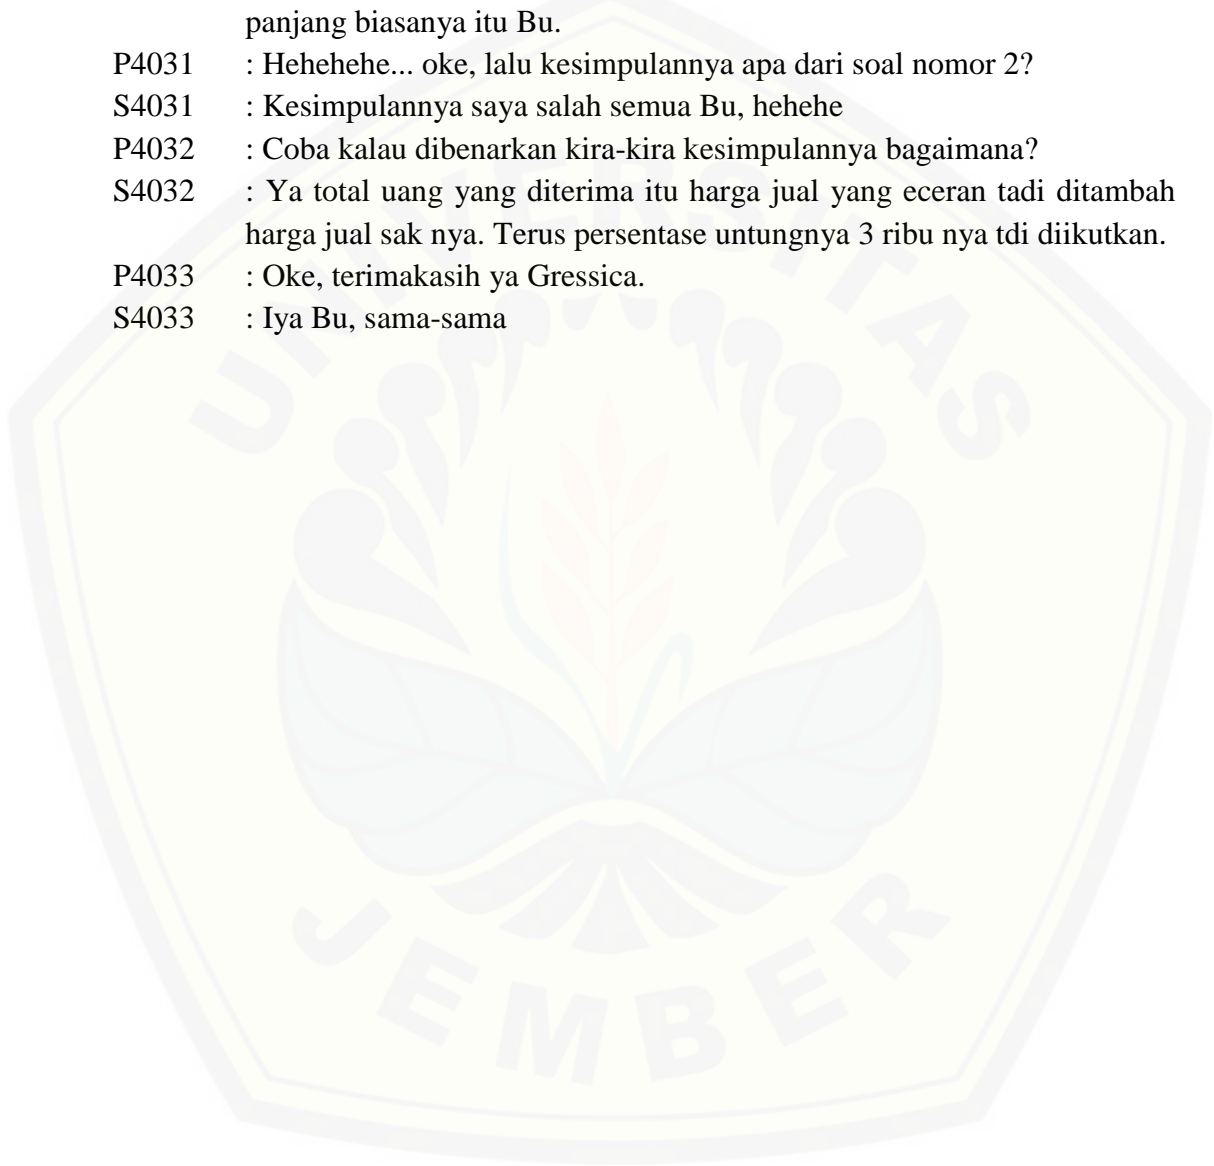 panjang biasanya itu Bu.
P4031 : Hehehehe... oke, lalu kesimpulannya apa dari soal nomor 2?
S4031 : Kesimpulannya saya salah semua Bu, hehehe
P4032 : Coba kalau dibenarkan kira-kira kesimpulannya bagaimana?
S4032 : Ya total uang yang diterima itu harga jual yang eceran tadi ditambah
harga jual sak nya. Terus persentase untungnya 3 ribu nya tdi diikutkan.
P4033 : Oke, terimakasih ya Gressica.
S4033 : Iya Bu, sama-sama
UNIVERSITAS
JEMBER